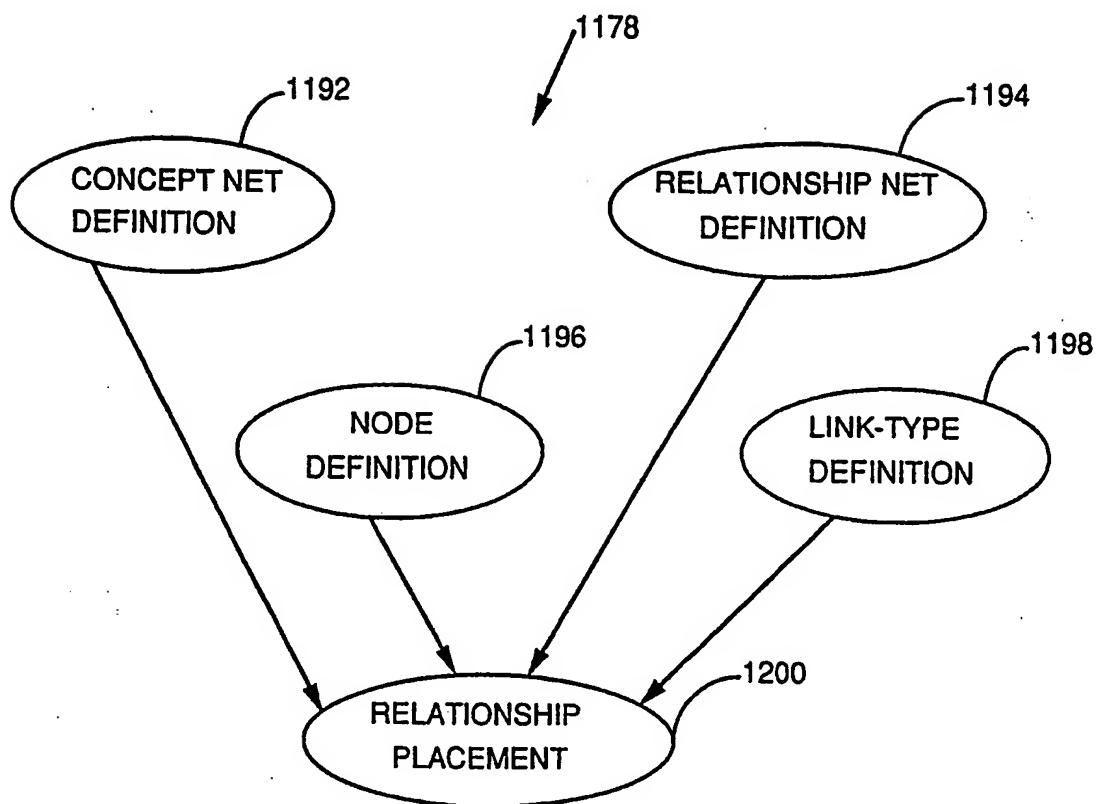 1178
1192
CONCEPT NET
DEFINITION
1194
RELATIONSHIP NET
DEFINITION
1196
NODE
DEFINITION
1198
LINK-TYPE
DEFINITION
1200
RELATIONSHIP
PLACEMENT